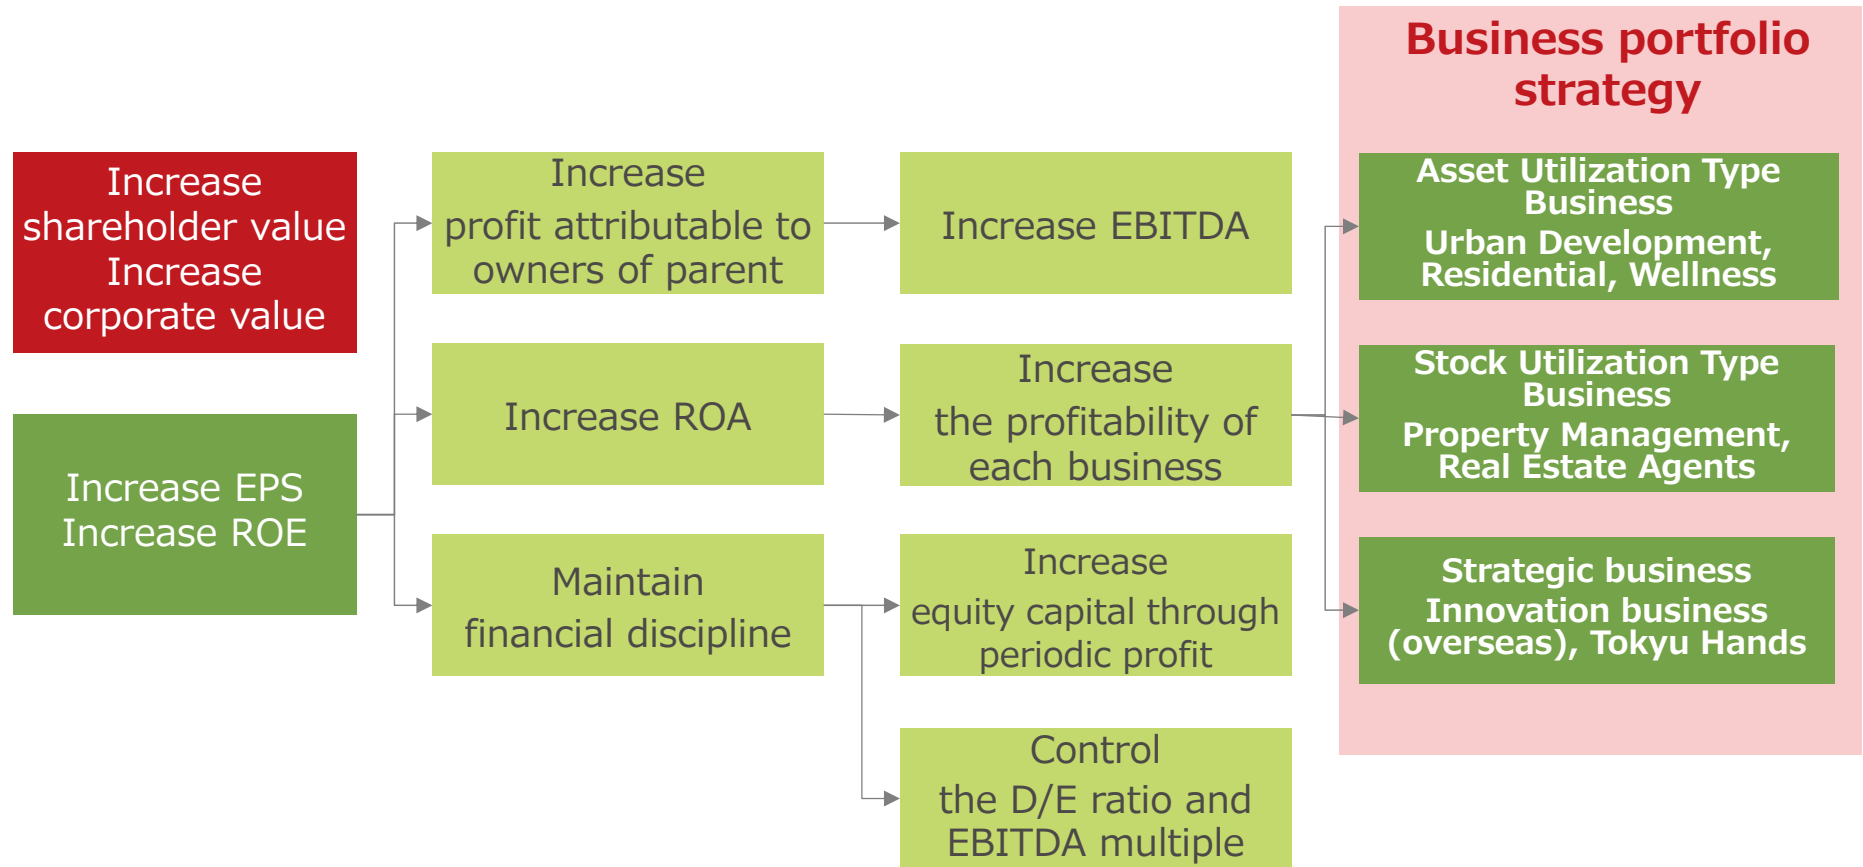 Business portfolio
strategy
Increase
shareholder value
Increase
corporate value
Increase EPS
Increase ROE
Increase
profit attributable to
owners of parent
Increase ROA
Maintain
financial discipline
Increase EBITDA
Increase
the profitability of
each business
Increase
equity capital through
periodic profit
Control
the D/E ratio and
EBITDA multiple
Asset Utilization Type
Business
Urban Development,
Residential, Wellness
Stock Utilization Type
Business
Property Management,
Real Estate Agents
Strategic business
Innovation business
(overseas), Tokyu Hands